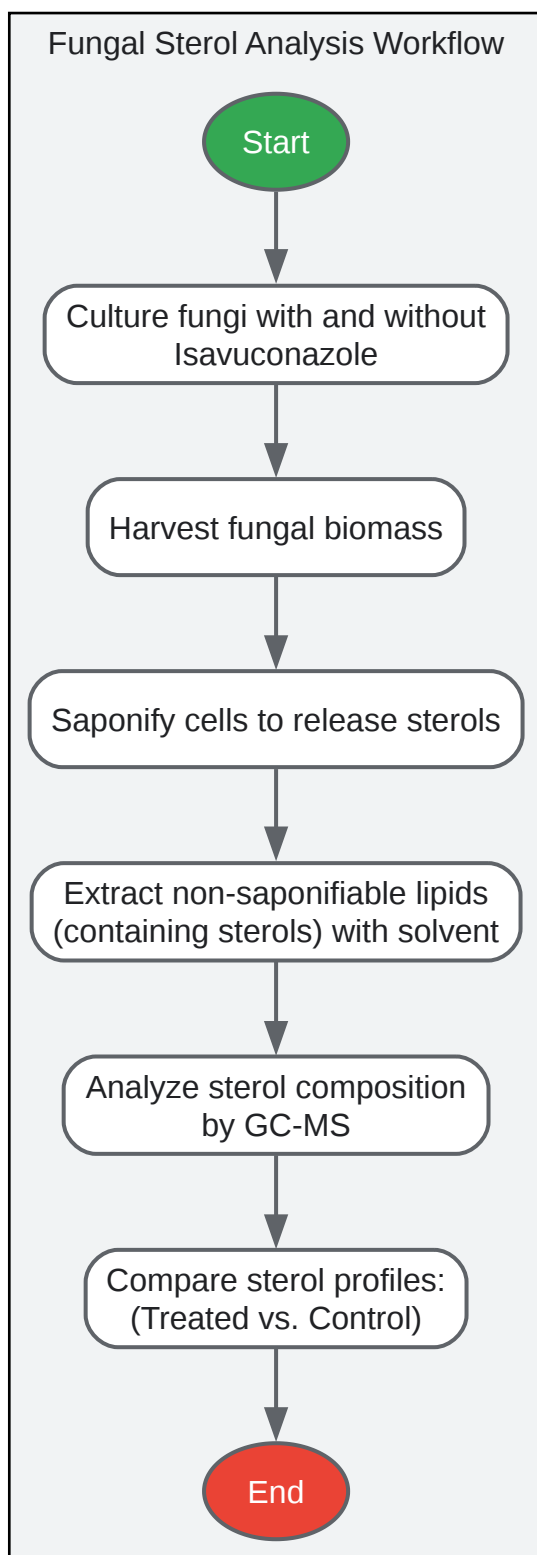 Fungal Sterol Analysis Workflow
Start
Culture fungi with and without
Isavuconazole
Harvest fungal biomass
Saponify cells to release sterols
Extract non-saponifiable lipids
(containing sterols) with solvent
Analyze sterol composition
by GC-MS
Compare sterol profiles:
(Treated vs. Control)
End